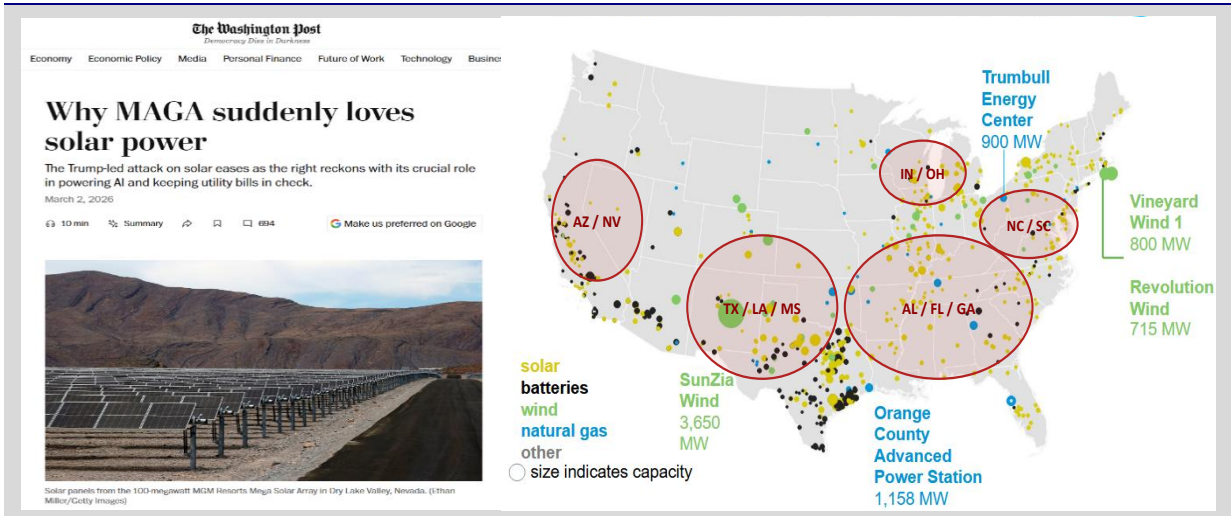 The Washington Post
Democracy Dies in Darkness
Economy Economic Policy Media Personal Finance Future of Work Technology Busines
Why MAGA suddenly loves
solar power
The Trump-led attack on solar eases as the right reckons with its crucial role
in powering AI and keeping utility bills in check.
March 2, 2026
10 min Summary 694 Make us preferred on Google
Solar panels from the 100-megawatt MGM Resorts Mega Solar Array in Dry Lake Valley, Nevada. (Ethan
Miller/Getty Images)
Trumbull
Energy
Center
900 MW
IN / OH
AZ / NV
NC / SC
Vineyard
Wind 1
800 MW
Revolution
Wind
715 MW
TX / LA / MS
AL / FL / GA
solar
batteries
wind
natural gas
other
size indicates capacity
SunZia
Wind
3,650
MW
Orange
County
Advanced
Power Station
1,158 MW